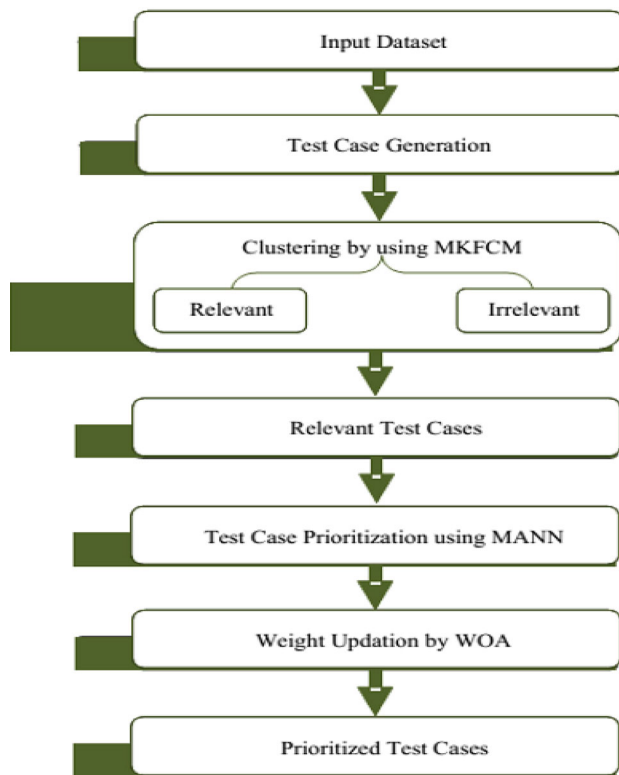 Input Dataset
Test Case Generation
Clustering by using MKFCM
Relevant
Irrelevant
Relevant Test Cases
Test Case Prioritization using MANN
Weight Updation by WOA
Prioritized Test Cases